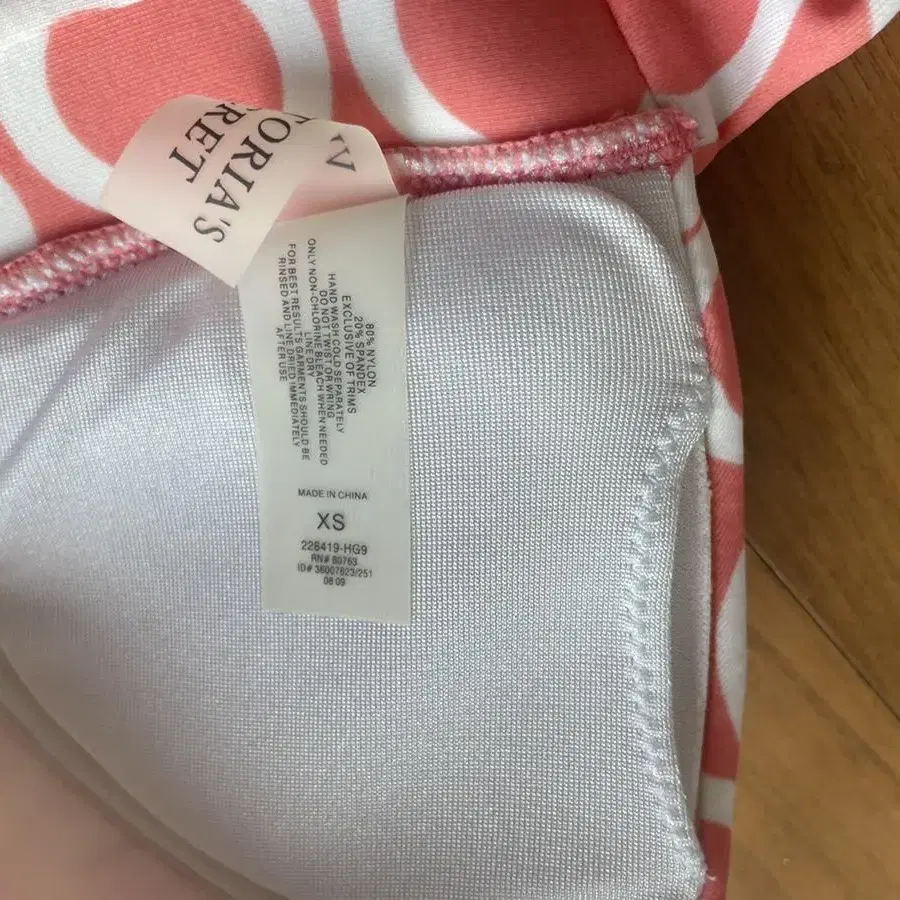 TORIA'S
CRET
80% NYLON
20% SPANDEX
EXCLUSIVE OF TRIMS
HAND WASH COLD SEPARATELY
DO NOT TWIST OR WRING
ONLY NON-CHLORINE BLEACH WHEN NEEDED
LINE DRY
FOR BEST RESULTS GARMENTS SHOULD BE
RINSED AND LINE DRIED IMMEDIATELY
AFTER USE
MADE IN CHINA
XS
228419-HG9
RN# 80763
ID# 36007823/251
08 09